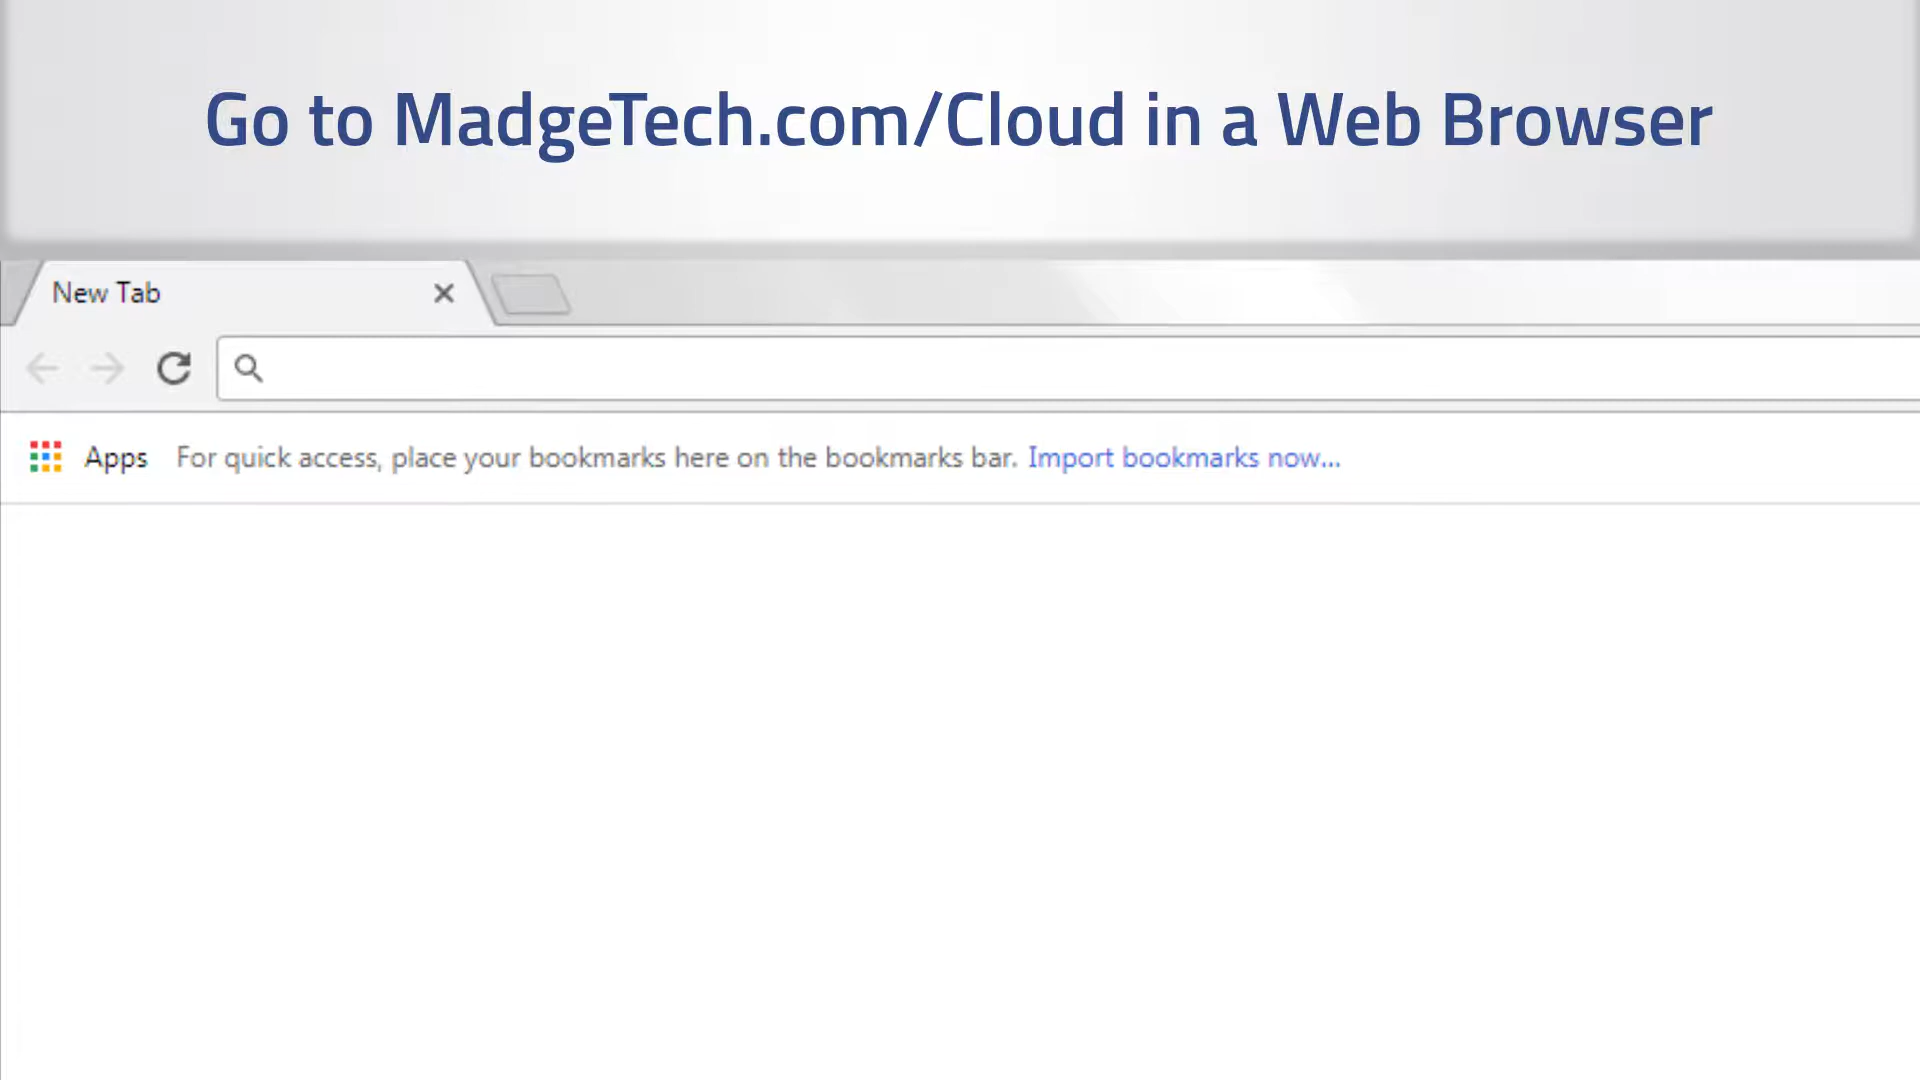 Go to MadgeTech.com/Cloud in a Web Browser
New Tab
Apps For quick access, place your bookmarks here on the bookmarks bar. Import bookmarks now...